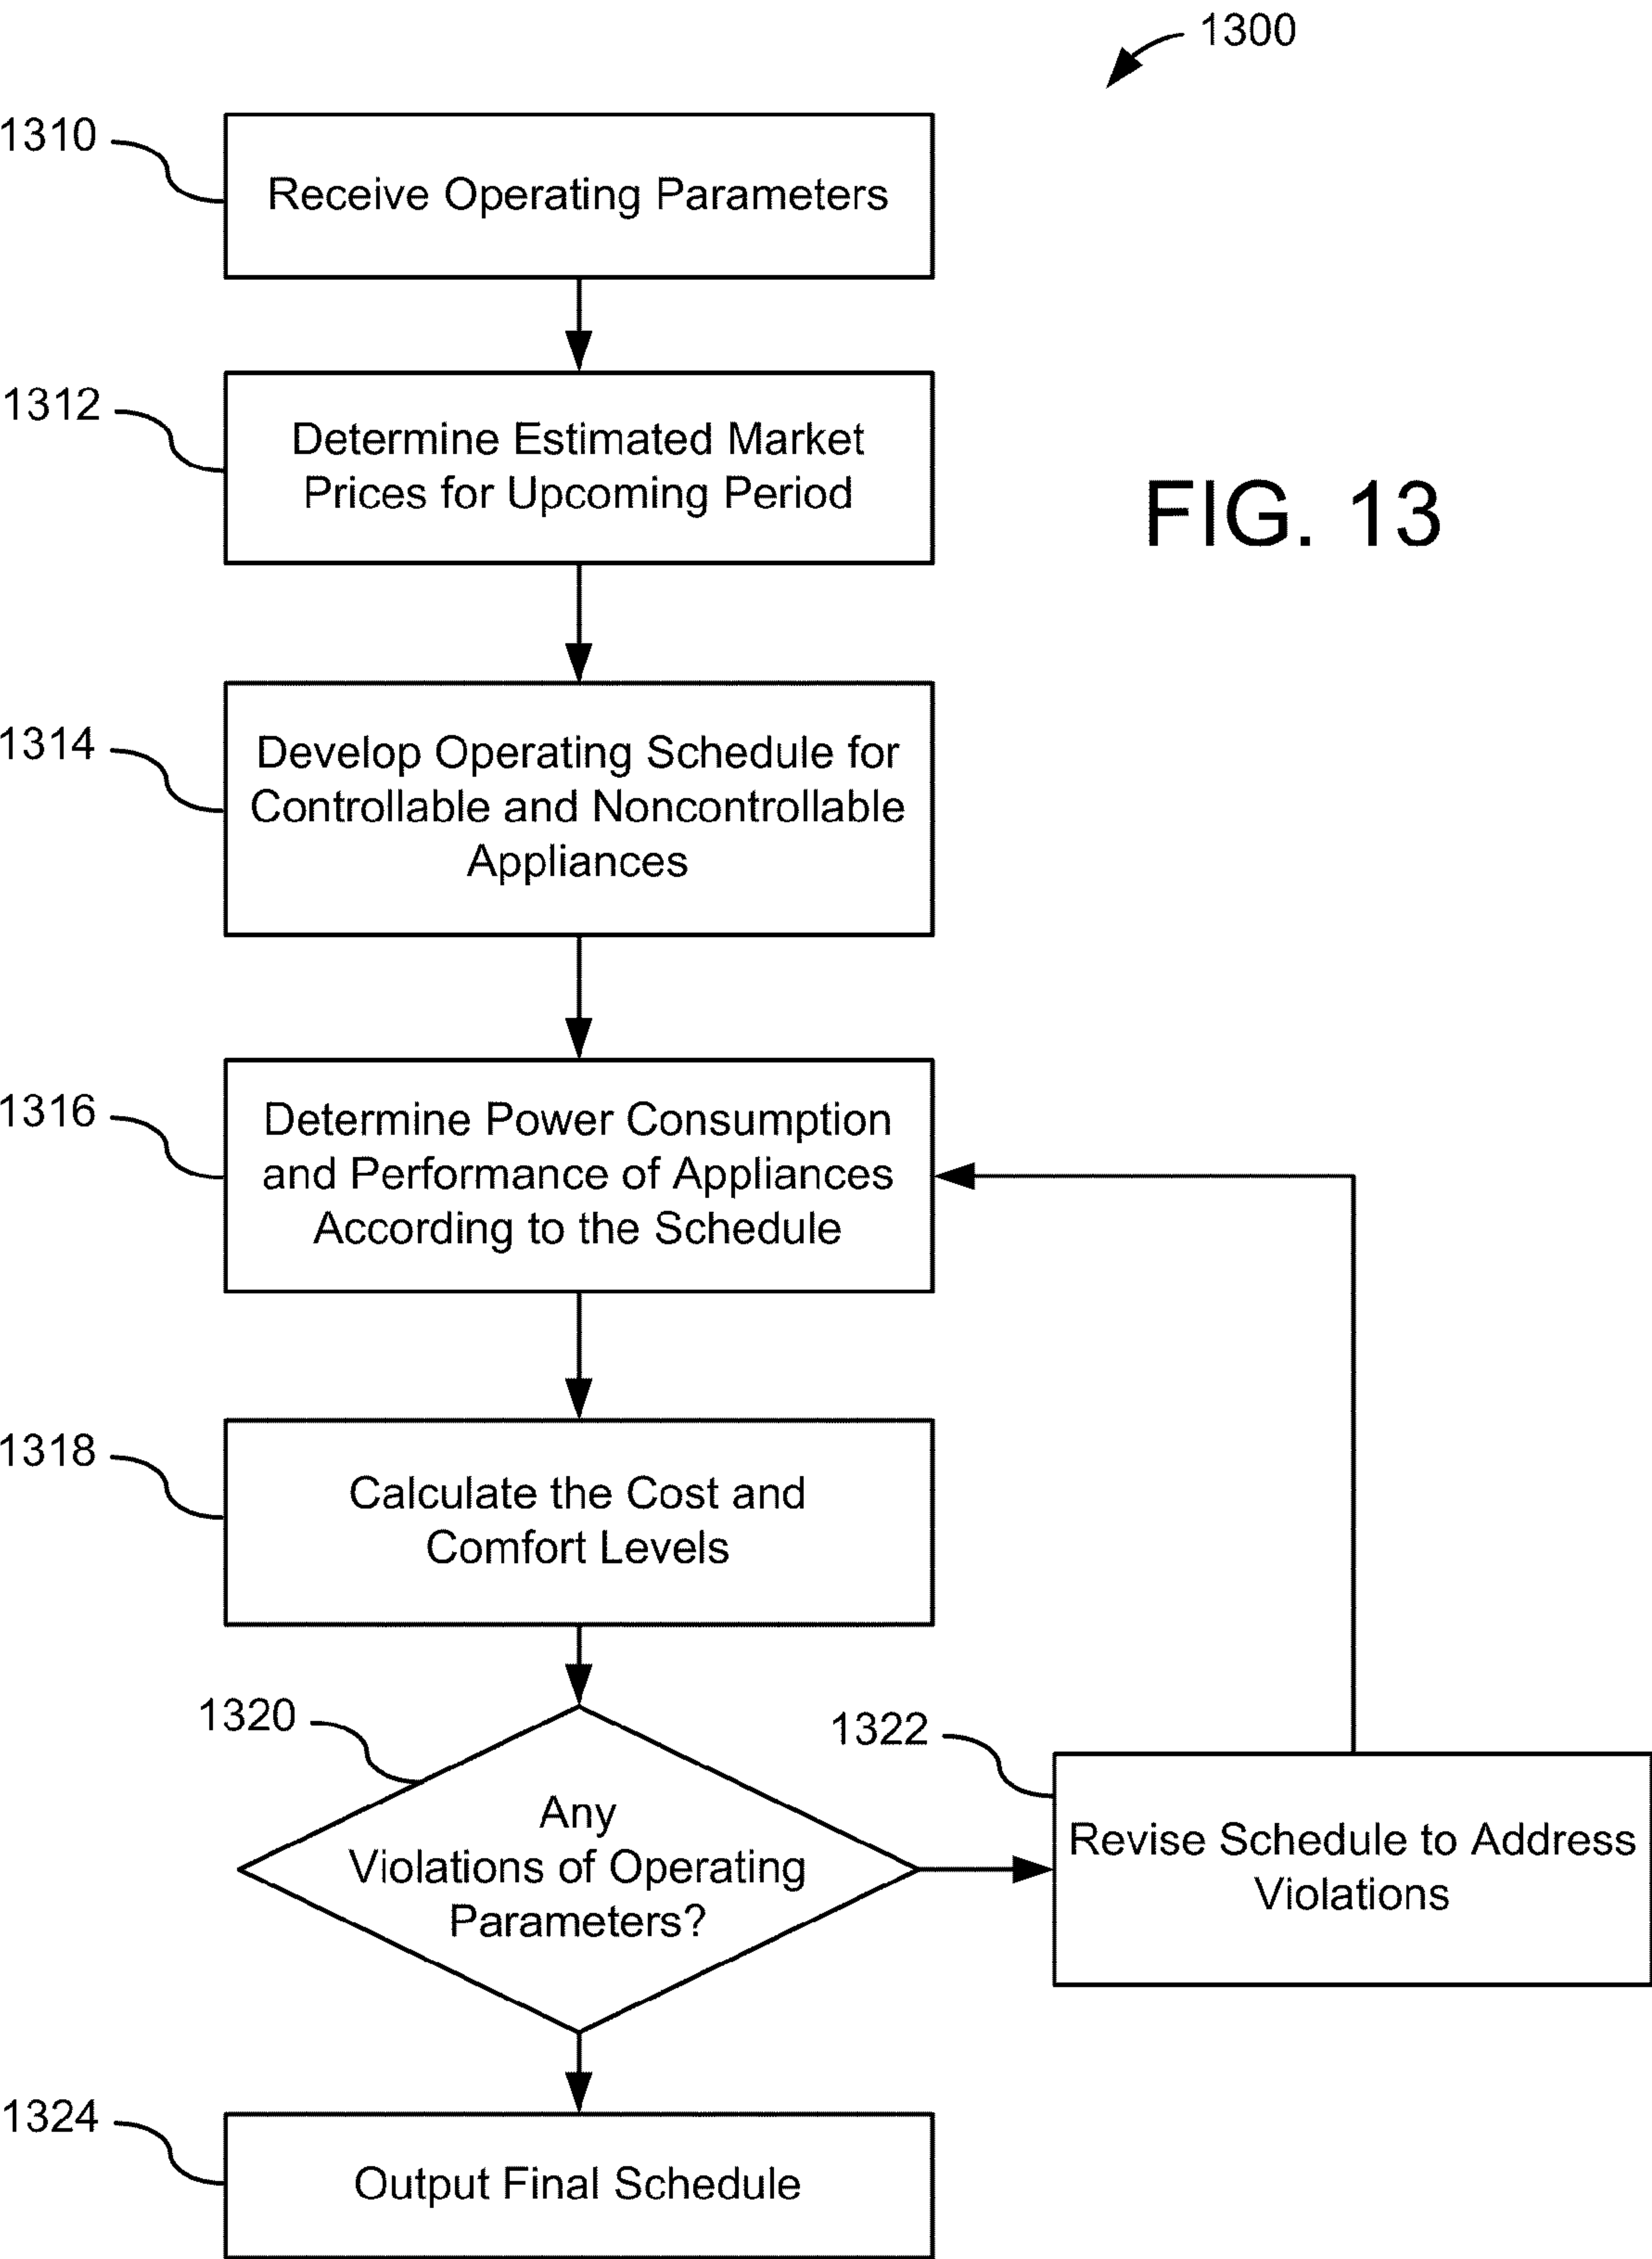 1300
1310
Receive Operating Parameters
1312
Determine Estimated Market
Prices for Upcoming Period
FIG. 13
1314
Develop Operating Schedule for
Controllable and Noncontrollable
Appliances
1316
Determine Power Consumption
and Performance of Appliances
According to the Schedule
1318
Calculate the Cost and
Comfort Levels
1320
Any
Violations of Operating
Parameters?
1322
Revise Schedule to Address
Violations
1324
Output Final Schedule